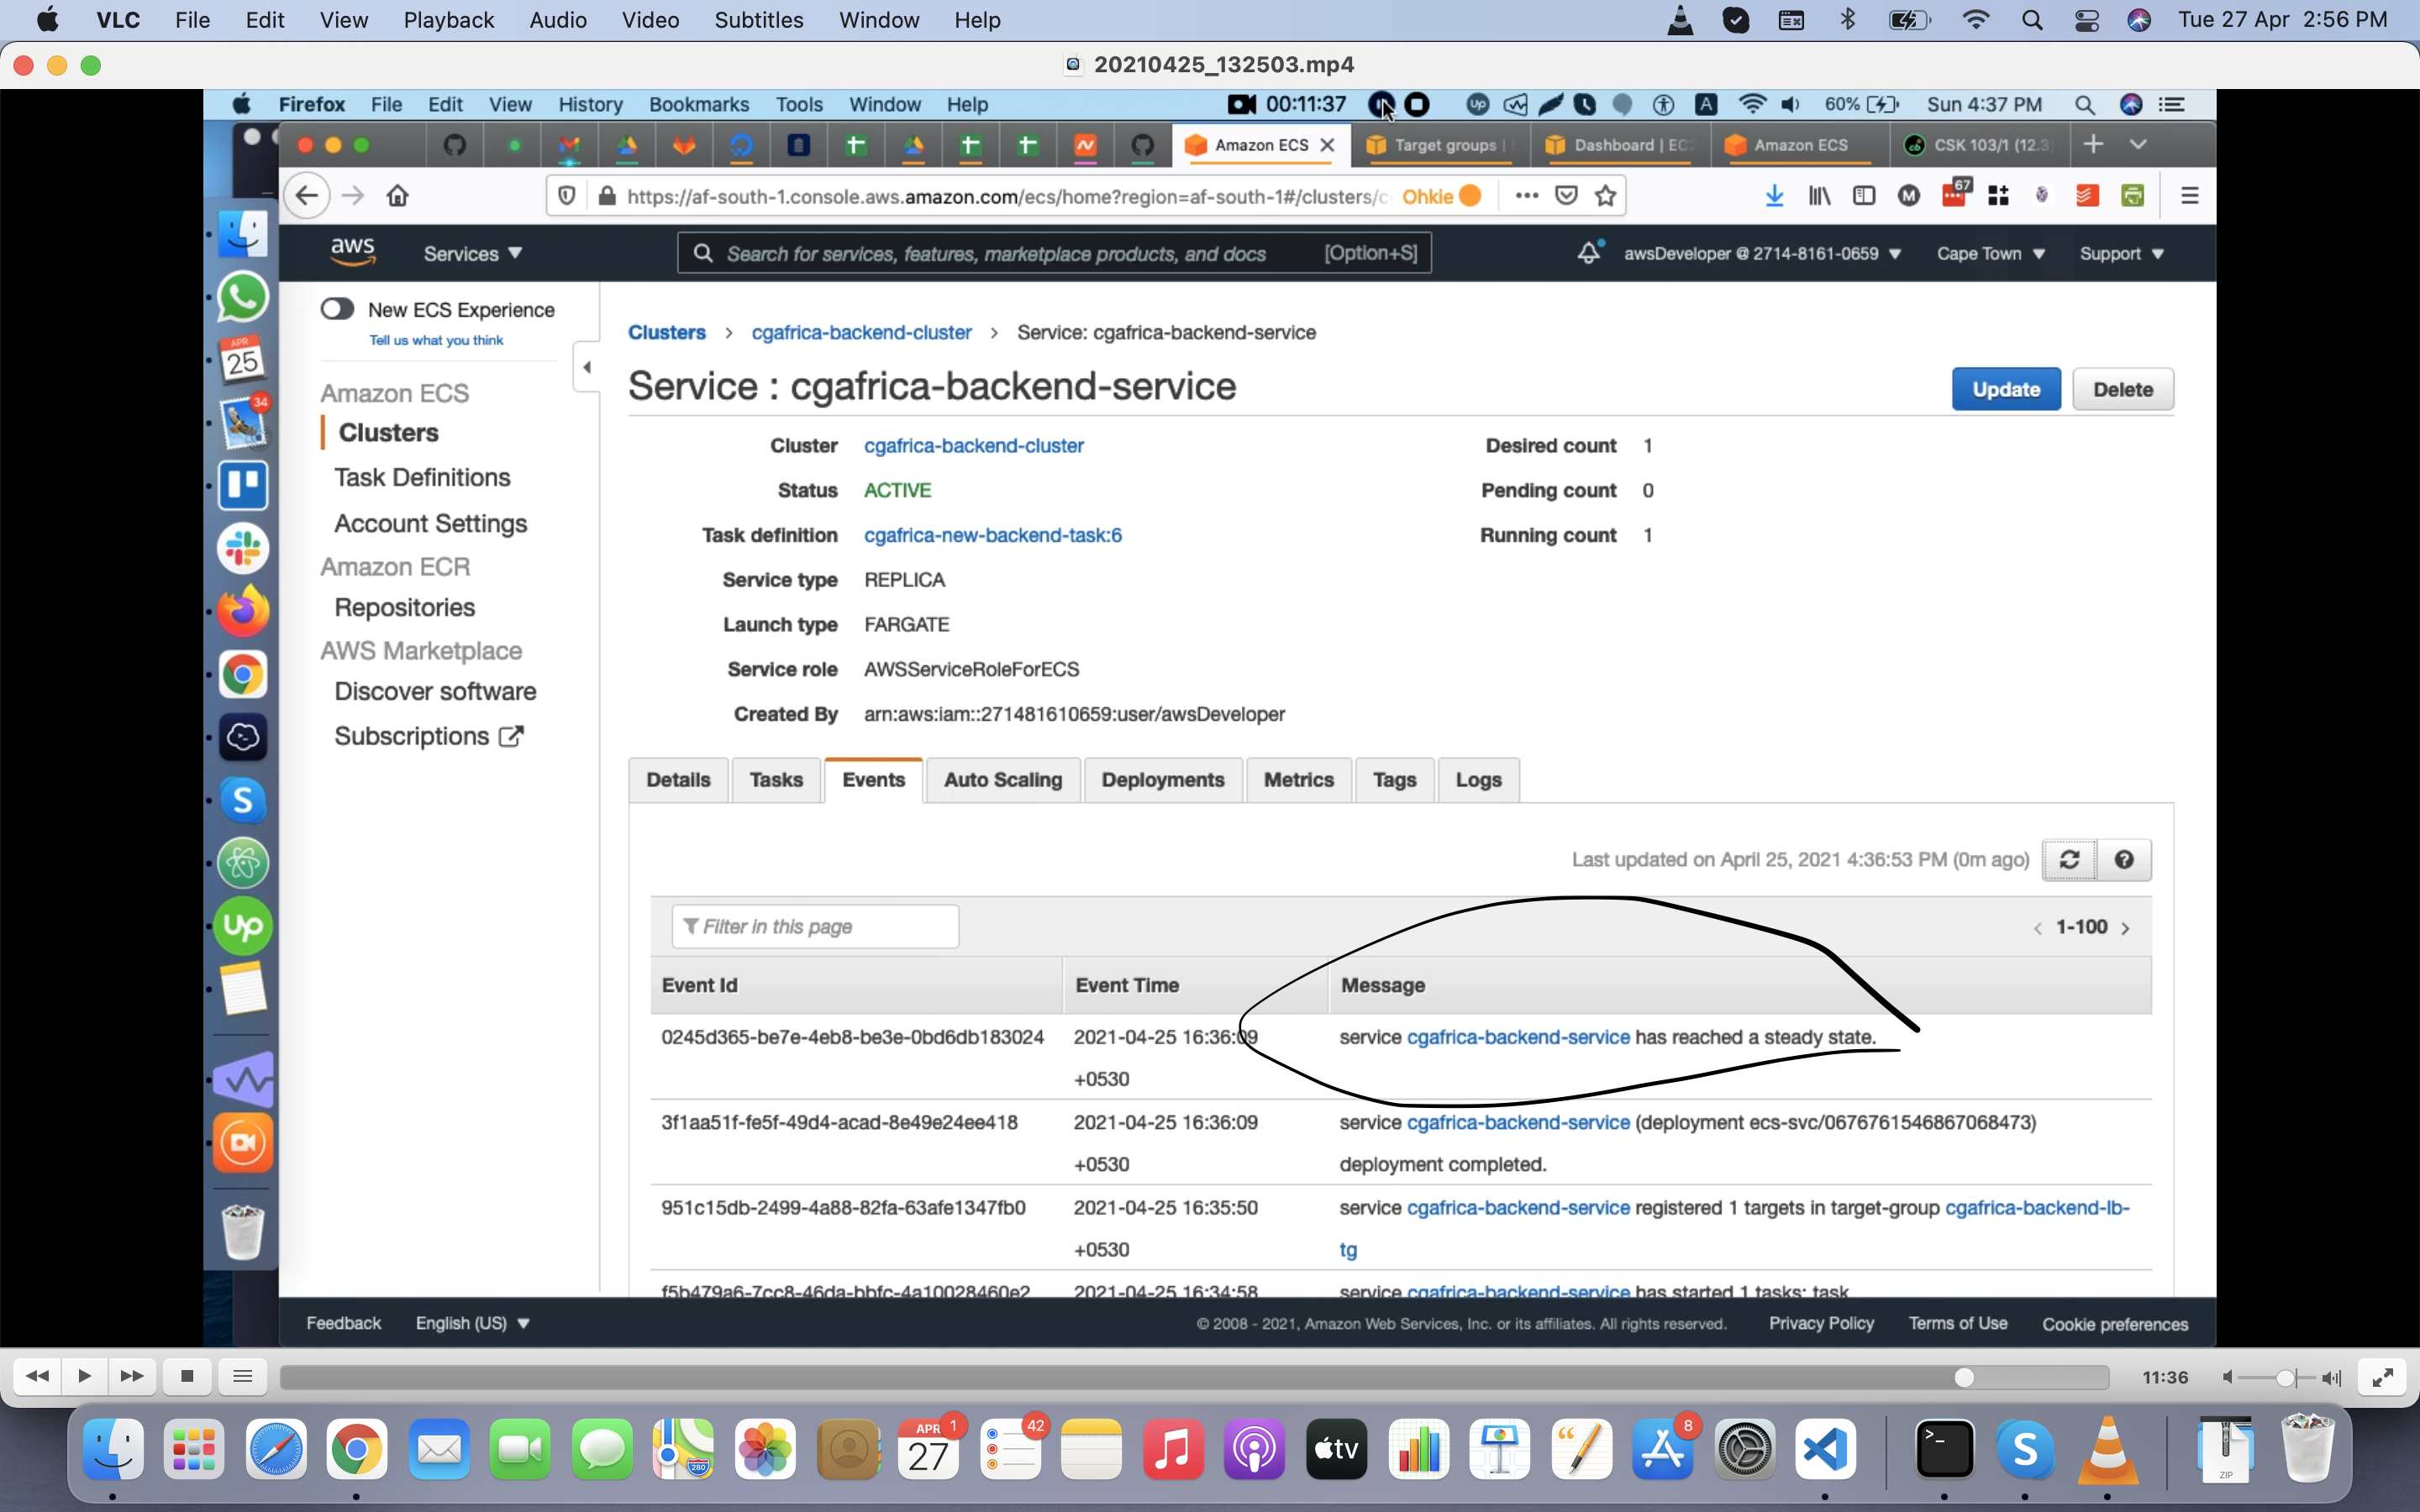 VLC File Edit View Playback Audio Video Subtitles Window Help Tue 27 Apr 2:56 PM
20210425_132503.mp4
Firefox File Edit View History Bookmarks Tools Window Help 00:11:37 60% Sun 4:37 PM
Amazon ECS Target groups | Dashboard | EC Amazon ECS CSK 103/1 (12.3
https://af-south-1.console.aws.amazon.com/ecs/home?region=af-south-1#/clusters/c Ohkie 67
aws Services Search for services, features, marketplace products, and docs [Option+S] awsDeveloper @ 2714-8161-0659 Cape Town Support
New ECS Experience
Tell us what you think
Amazon ECS
Clusters
Task Definitions
Account Settings
Amazon ECR
Repositories
AWS Marketplace
Discover software
Subscriptions
APR
25
34
Up
Clusters > cgafrica-backend-cluster > Service: cgafrica-backend-service
Service : cgafrica-backend-service
Update Delete
Cluster cgafrica-backend-cluster Desired count 1
Status ACTIVE Pending count 0
Task definition cgafrica-new-backend-task:6 Running count 1
Service type REPLICA
Launch type FARGATE
Service role AWSServiceRoleForECS
Created By arn:aws:iam::271481610659:user/awsDeveloper
Details Tasks Events Auto Scaling Deployments Metrics Tags Logs
Last updated on April 25, 2021 4:36:53 PM (0m ago)
Filter in this page < 1-100 >
Event Id Event Time Message
0245d365-be7e-4eb8-be3e-0bd6db183024 2021-04-25 16:36:09 service cgafrica-backend-service has reached a steady state.
+0530
3f1aa51f-fe5f-49d4-acad-8e49e24ee418 2021-04-25 16:36:09 service cgafrica-backend-service (deployment ecs-svc/0676761546867068473)
+0530 deployment completed.
951c15db-2499-4a88-82fa-63afe1347fb0 2021-04-25 16:35:50 service cgafrica-backend-service registered 1 targets in target-group cgafrica-backend-lb-
+0530 tg
f5b479a6-7cc8-46da-bbfc-4a10028460e2 2021-04-25 16:34:58 service cgafrica-backend-service has started 1 tasks: task
Feedback English (US) © 2008 - 2021, Amazon Web Services, Inc. or its affiliates. All rights reserved. Privacy Policy Terms of Use Cookie preferences
11:36
APR 1 42 tv 8
27 280 ZIP